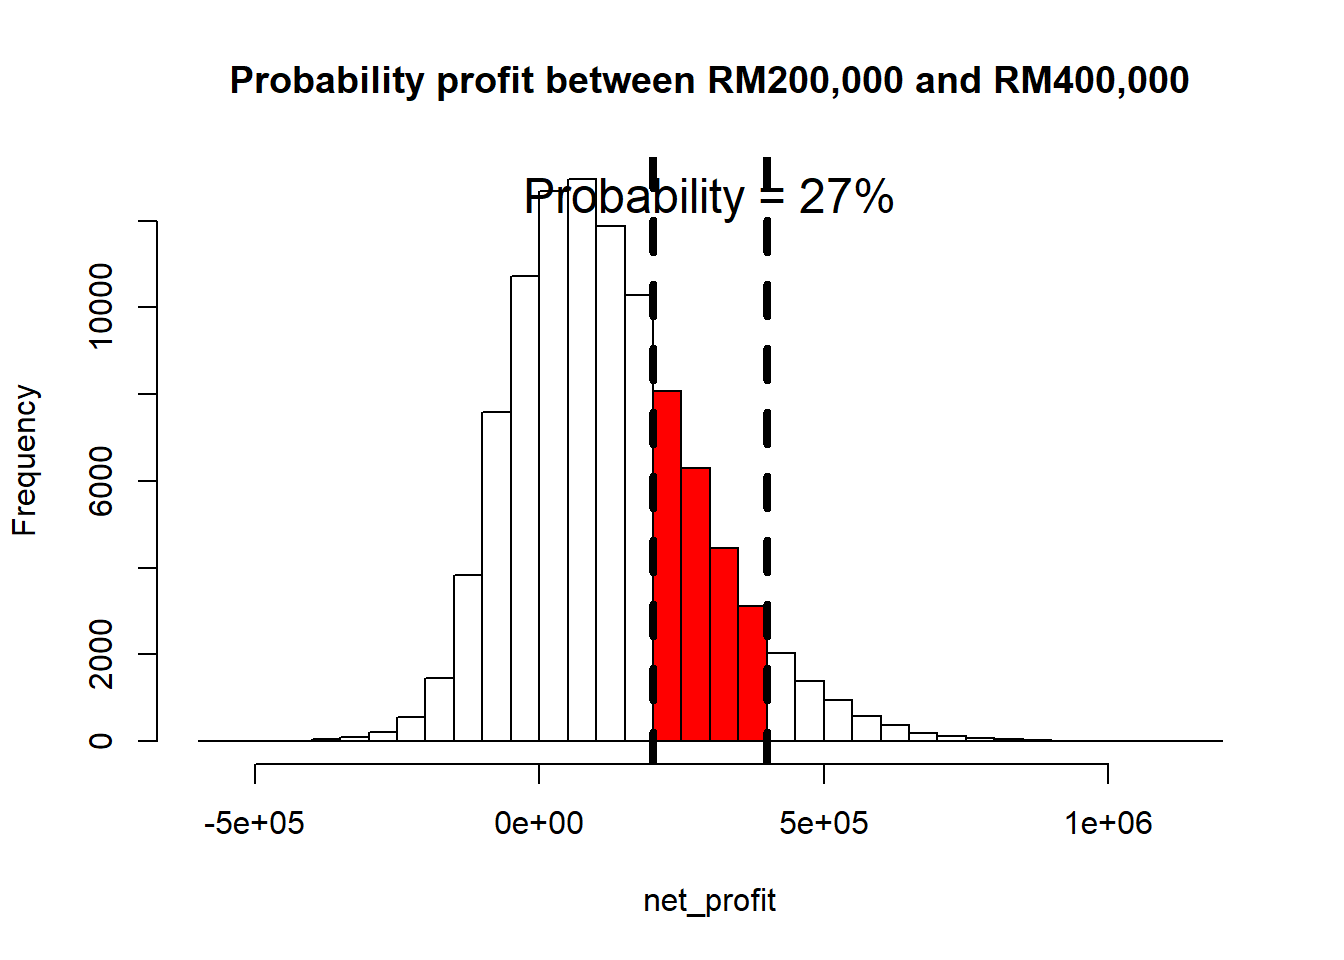 Probability profit between RM200,000 and RM400,000
Probability = 27%
Frequency
10000
6000
2000
0
-5e+05 0e+00 5e+05 1e+06
net_profit